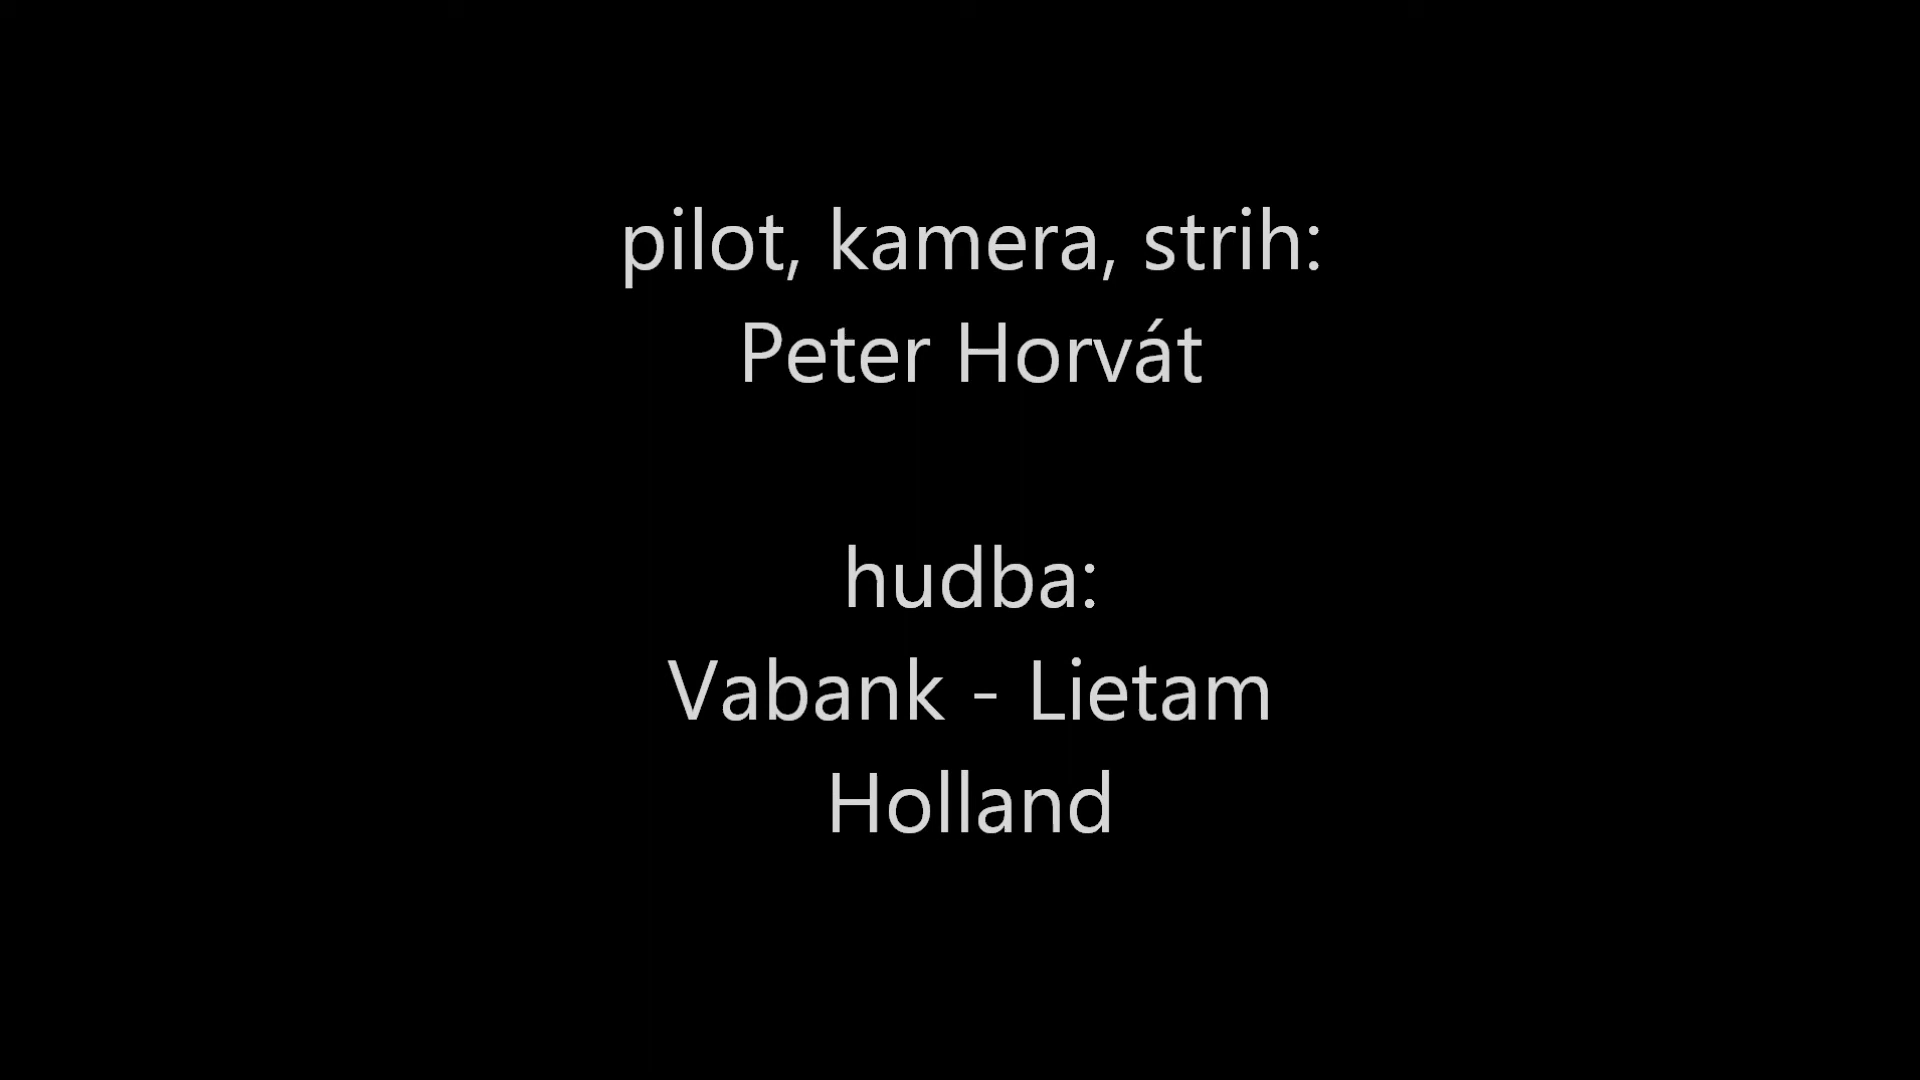 pilot, kamera, strih:
Peter Horvát
hudba:
Vabank - Lietam
Holland